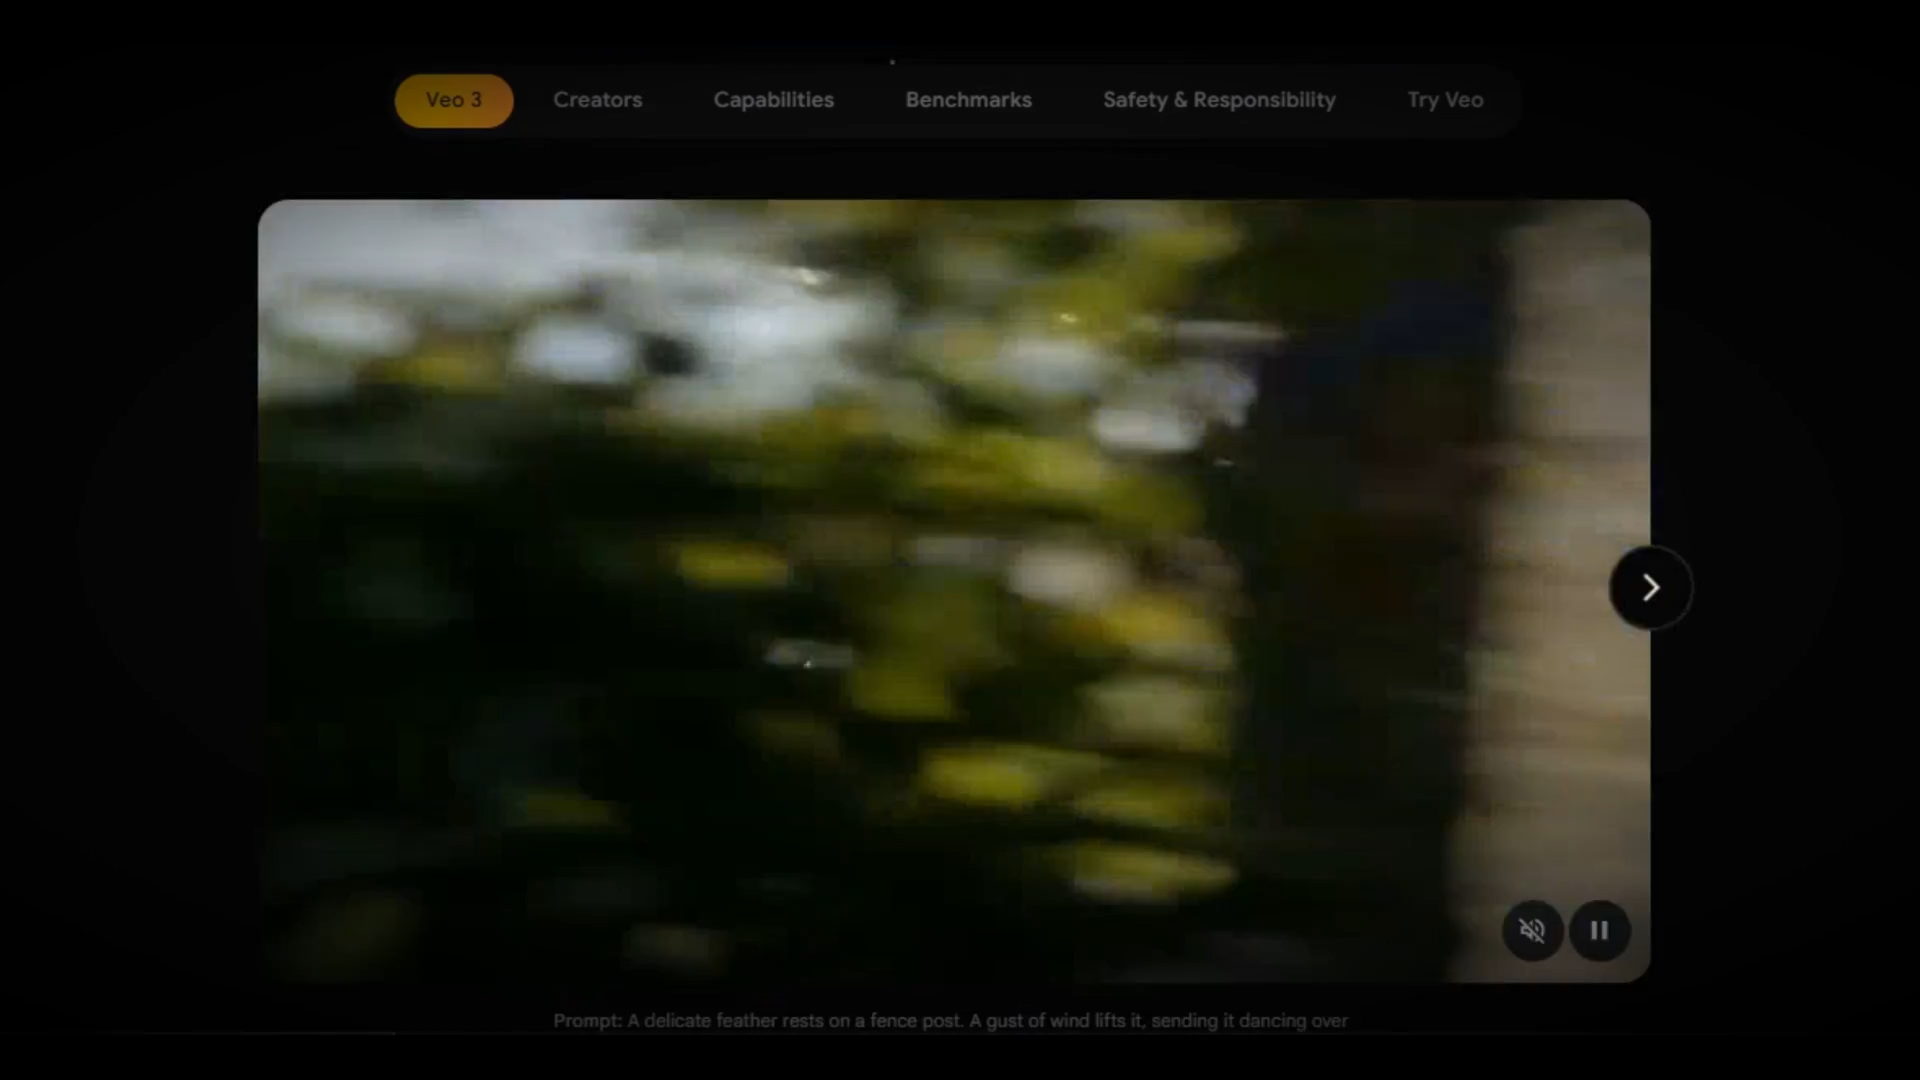 Veo 3 Creators Capabilities Benchmarks Safety & Responsibility Try Veo
Prompt: A delicate feather rests on a fence post. A gust of wind lifts it, sending it dancing over